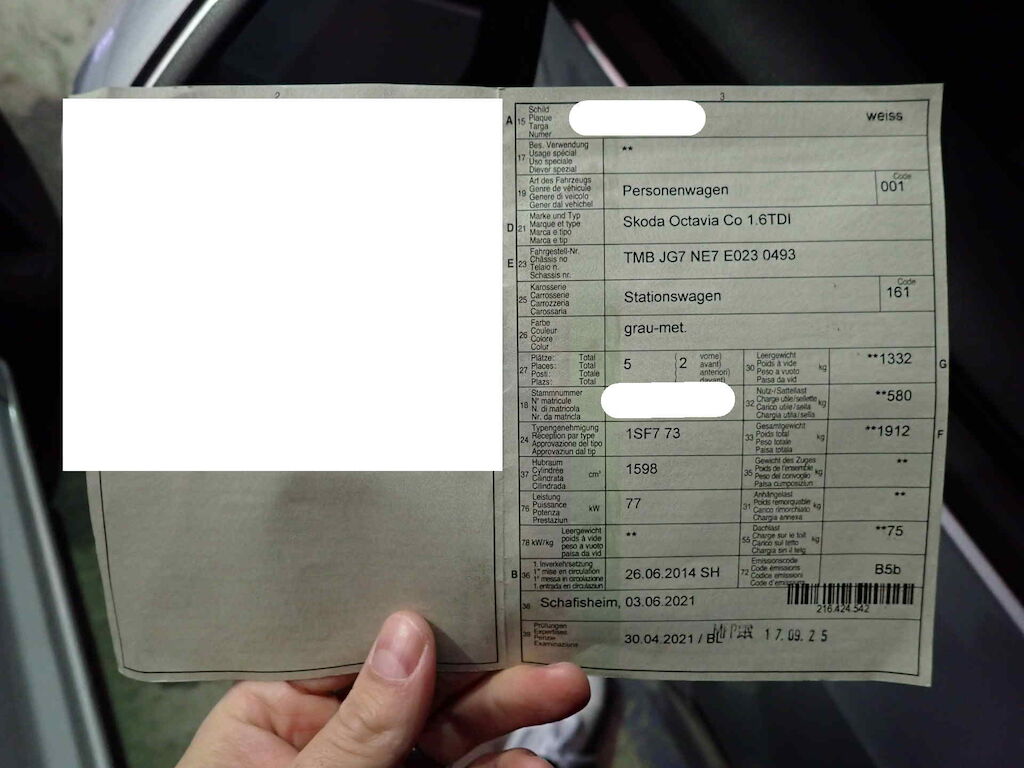 2
3
A 15 Schild Plaque Targa Numer
weiss
17 Bes. Verwendung Usage spécial Uso speciale Diever spezial
**
19 Art des Fahrzeugs Genre de véhicule Genere di veicolo Gener dal vehichel
Personenwagen
Code 001
D 21 Marke und Typ Marque et type Marca e tipo Marca e tip
Skoda Octavia Co 1.6TDI
E 23 Fahrgestell-Nr. Châssis no Telaio n. Schassis nr.
TMB JG7 NE7 E023 0493
25 Karosserie Carrosserie Carrozzeria Carossaria
Stationswagen
Code 161
26 Farbe Couleur Colore Colur
grau-met.
27 Plätze: Total Places: Total Posti: Totale Plazs: Total
5
(2 vorne) avant) anteriori) davant)
30 Leergewicht Poids à vide Peso a vuoto Paisa da vid kg
**1332
G
18 Stammnummer N° matricule N. di matricola Nr. da matricla
32 Nutz-/Sattellast Charge utile/sellette Carico utile/sella Chargia utila/sella kg
**580
24 Typengenehmigung Réception par type Approvazione del tipo Approvaziun dal tip
1SF7 73
33 Gesamtgewicht Poids total Peso totale Paisa totala kg
**1912
F
37 Hubraum Cylindrée Cilindrata Cilindrada cm³
1598
35 Gewicht des Zuges Poids de l'ensemble Peso del convoglio Paisa cumposiziun kg
**
76 Leistung Puissance Potenza Prestaziun kW
77
31 Anhängelast Poids remorquable Carico rimorchiato Chargia annexa kg
**
78 kW/kg Leergewicht poids à vide peso a vuoto paisa da vid
**
55 Dachlast Charge sur le toit Carico sul tetto Chargia sin il tetg kg
**75
B 36 1. Inverkehrsetzung 1re mise en circulation 1a messa in circolazione 1. entrada en circulaziun
26.06.2014 SH
72 Emissionscode Code émissions Codice emissioni Code d'emissiuns
B5b
38 Schafisheim, 03.06.2021
216.424.542
39 Prüfungen Expertises Perizie Examinaziuns
30.04.2021 / BL
17.09.25